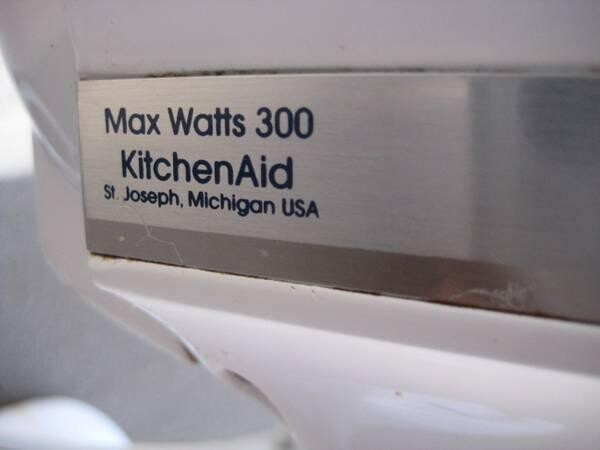 Max Watts 300
KitchenAid
St. Joseph, Michigan USA